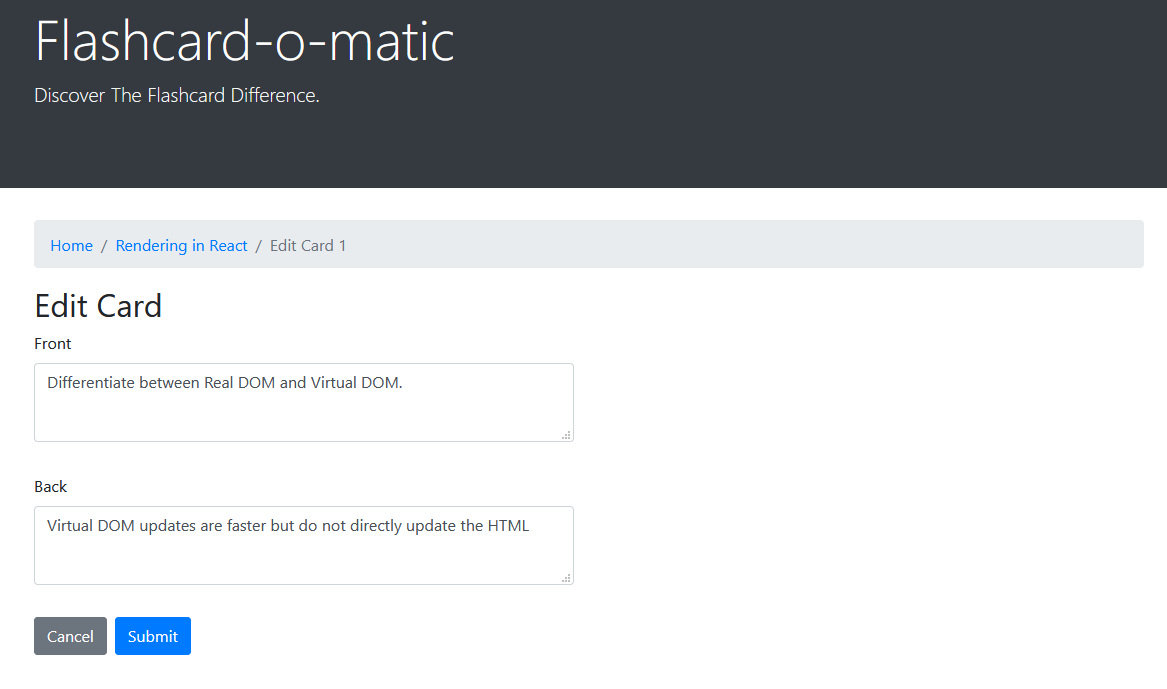 Flashcard-o-matic
Discover The Flashcard Difference.
Home / Rendering in React / Edit Card 1
Edit Card
Front
Differentiate between Real DOM and Virtual DOM.
Back
Virtual DOM updates are faster but do not directly update the HTML
Cancel Submit